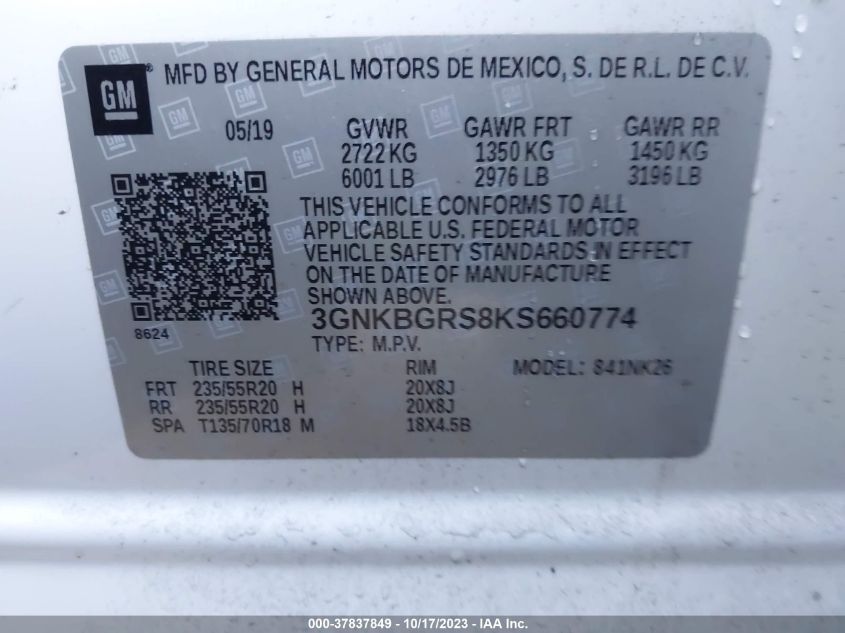 GM ® MFD BY GENERAL MOTORS DE MEXICO, S. DE R.L. DE C.V.
05/19 GVWR GAWR FRT GAWR RR
2722 KG 1350 KG 1450 KG
6001 LB 2976 LB 3196 LB
THIS VEHICLE CONFORMS TO ALL
APPLICABLE U.S. FEDERAL MOTOR
VEHICLE SAFETY STANDARDS IN EFFECT
ON THE DATE OF MANUFACTURE
SHOWN ABOVE.
8624
3GNKBGRS8KS660774
TYPE: M.P.V.
TIRE SIZE RIM MODEL: 841NK26
FRT 235/55R20 H 20X8J
RR 235/55R20 H 20X8J
SPA T135/70R18 M 18X4.5B
000-37837849 - 10/17/2023 - iaai.com